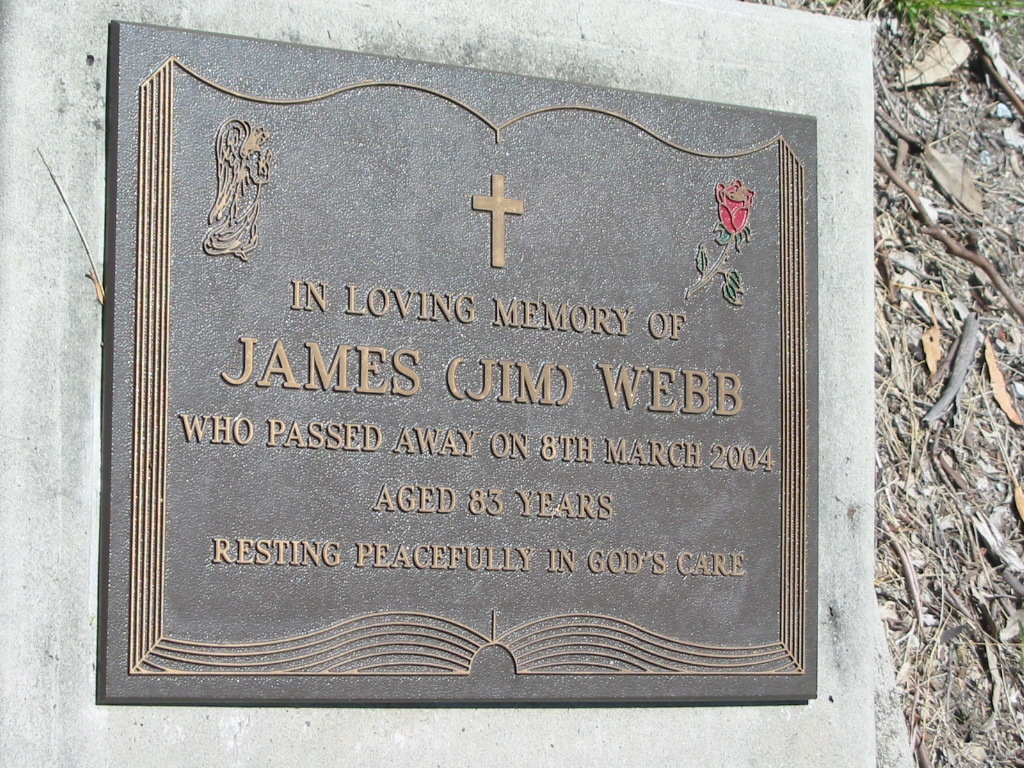 IN LOVING MEMORY OF
JAMES (JIM) WEBB
WHO PASSED AWAY ON 8TH MARCH 2004
AGED 83 YEARS
RESTING PEACEFULLY IN GOD'S CARE